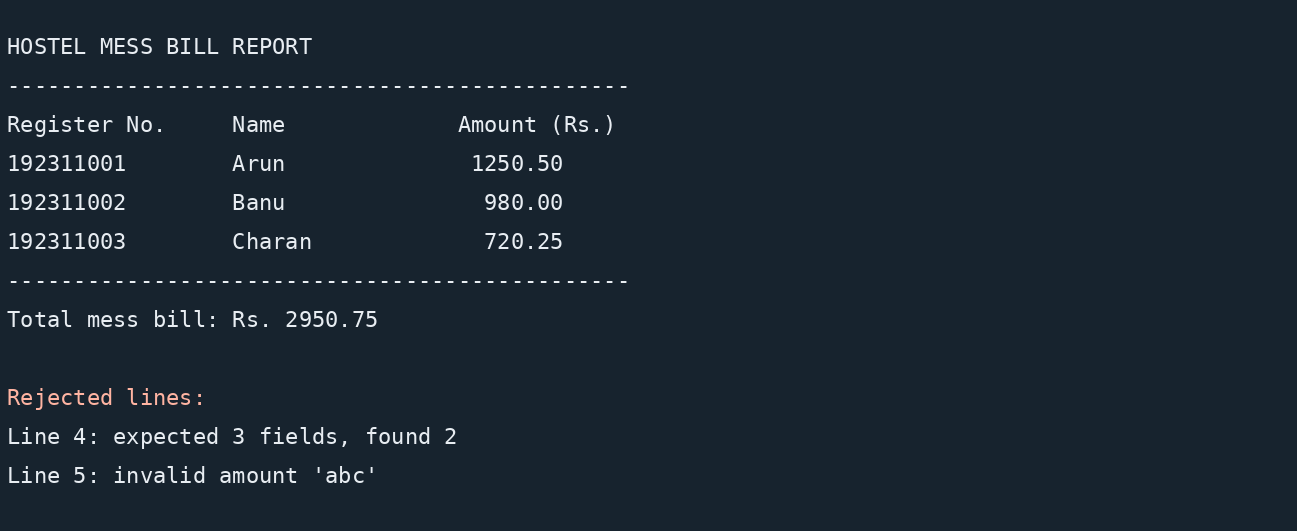 HOSTEL MESS BILL REPORT
-----------------------------------------------
Register No.     Name             Amount (Rs.)
192311001        Arun              1250.50
192311002        Banu               980.00
192311003        Charan             720.25
-----------------------------------------------
Total mess bill: Rs. 2950.75
Rejected lines:
Line 4: expected 3 fields, found 2
Line 5: invalid amount 'abc'